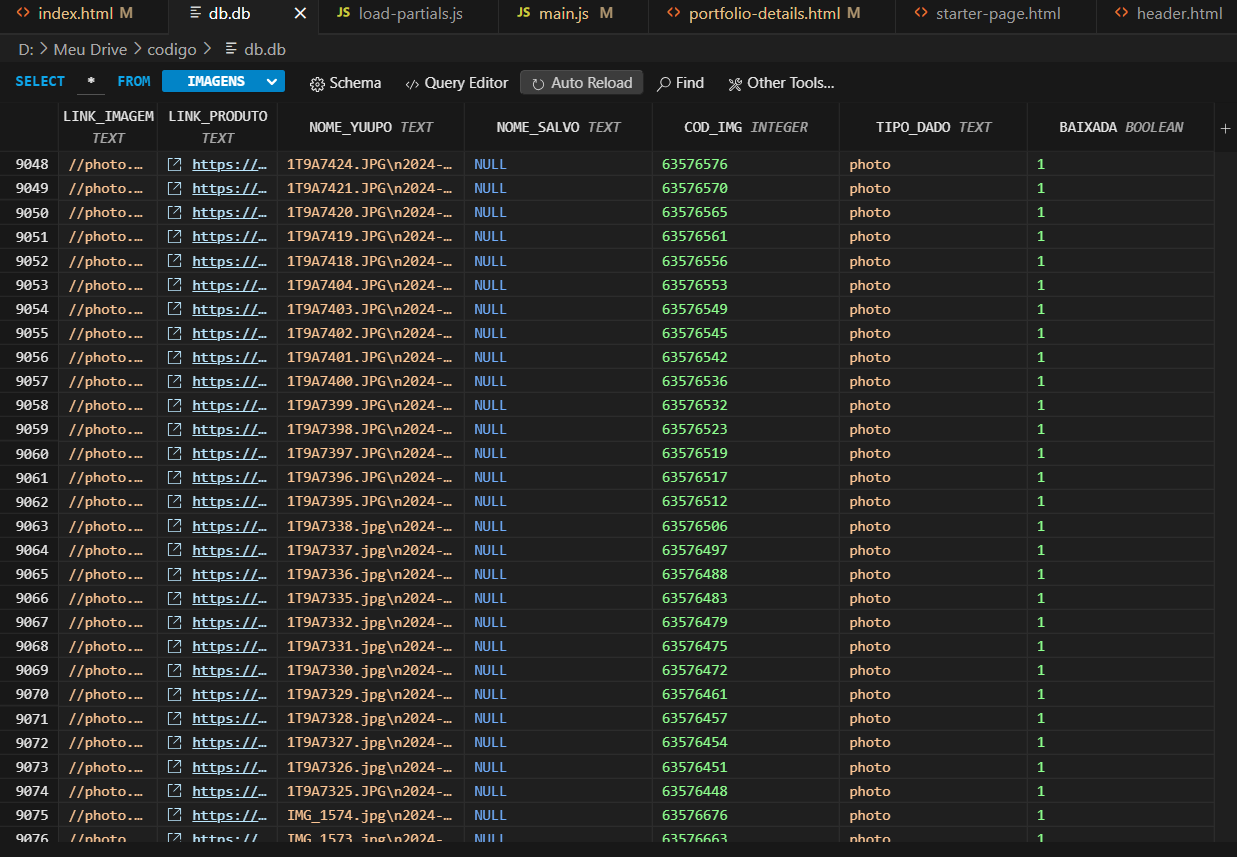 index.html M db.db load-partials.js main.js M portfolio-details.html M starter-page.html header.html
D: > Meu Drive > codigo > db.db
SELECT * FROM IMAGENS Schema Query Editor Auto Reload Find Other Tools...
LINK_IMAGEM TEXT LINK_PRODUTO TEXT NOME_YUUPO TEXT NOME_SALVO TEXT COD_IMG INTEGER TIPO_DADO TEXT BAIXADA BOOLEAN +
9048 //photo.… https://… 1T9A7424.JPG\n2024-… NULL 63576576 photo 1
9049 //photo.… https://… 1T9A7421.JPG\n2024-… NULL 63576570 photo 1
9050 //photo.… https://… 1T9A7420.JPG\n2024-… NULL 63576565 photo 1
9051 //photo.… https://… 1T9A7419.JPG\n2024-… NULL 63576561 photo 1
9052 //photo.… https://… 1T9A7418.JPG\n2024-… NULL 63576556 photo 1
9053 //photo.… https://… 1T9A7404.JPG\n2024-… NULL 63576553 photo 1
9054 //photo.… https://… 1T9A7403.JPG\n2024-… NULL 63576549 photo 1
9055 //photo.… https://… 1T9A7402.JPG\n2024-… NULL 63576545 photo 1
9056 //photo.… https://… 1T9A7401.JPG\n2024-… NULL 63576542 photo 1
9057 //photo.… https://… 1T9A7400.JPG\n2024-… NULL 63576536 photo 1
9058 //photo.… https://… 1T9A7399.JPG\n2024-… NULL 63576532 photo 1
9059 //photo.… https://… 1T9A7398.JPG\n2024-… NULL 63576523 photo 1
9060 //photo.… https://… 1T9A7397.JPG\n2024-… NULL 63576519 photo 1
9061 //photo.… https://… 1T9A7396.JPG\n2024-… NULL 63576517 photo 1
9062 //photo.… https://… 1T9A7395.JPG\n2024-… NULL 63576512 photo 1
9063 //photo.… https://… 1T9A7338.jpg\n2024-… NULL 63576506 photo 1
9064 //photo.… https://… 1T9A7337.jpg\n2024-… NULL 63576497 photo 1
9065 //photo.… https://… 1T9A7336.jpg\n2024-… NULL 63576488 photo 1
9066 //photo.… https://… 1T9A7335.jpg\n2024-… NULL 63576483 photo 1
9067 //photo.… https://… 1T9A7332.jpg\n2024-… NULL 63576479 photo 1
9068 //photo.… https://… 1T9A7331.jpg\n2024-… NULL 63576475 photo 1
9069 //photo.… https://… 1T9A7330.jpg\n2024-… NULL 63576472 photo 1
9070 //photo.… https://… 1T9A7329.jpg\n2024-… NULL 63576461 photo 1
9071 //photo.… https://… 1T9A7328.jpg\n2024-… NULL 63576457 photo 1
9072 //photo.… https://… 1T9A7327.jpg\n2024-… NULL 63576454 photo 1
9073 //photo.… https://… 1T9A7326.jpg\n2024-… NULL 63576451 photo 1
9074 //photo.… https://… 1T9A7325.JPG\n2024-… NULL 63576448 photo 1
9075 //photo.… https://… IMG_1574.jpg\n2024-… NULL 63576676 photo 1
9076 //photo.… https://… IMG_1573.jpg\n2024-… NULL 63576663 photo 1